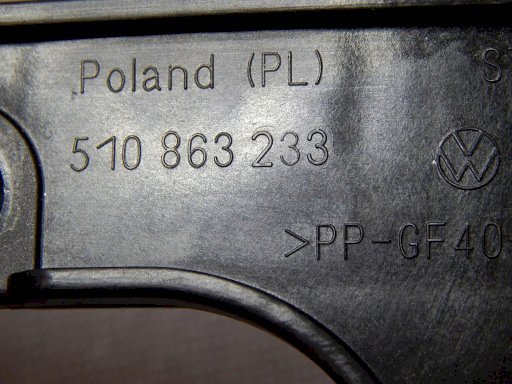 Poland (PL) S
510 863 233
>PP-GF40